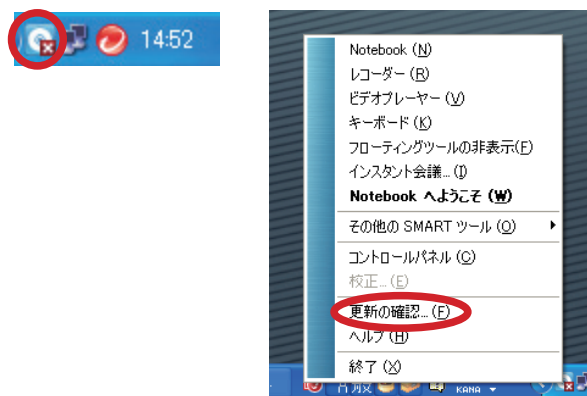 14:52
Notebook (N)
レコーダー (R)
ビデオプレーヤー (V)
キーボード (K)
フローティングツールの非表示(F)
インスタント会議... (I)
Notebook へようこそ (W)
その他の SMART ツール (O)
コントロールパネル (C)
校正... (E)
更新の確認... (F)
ヘルプ (H)
終了 (X)
KANA